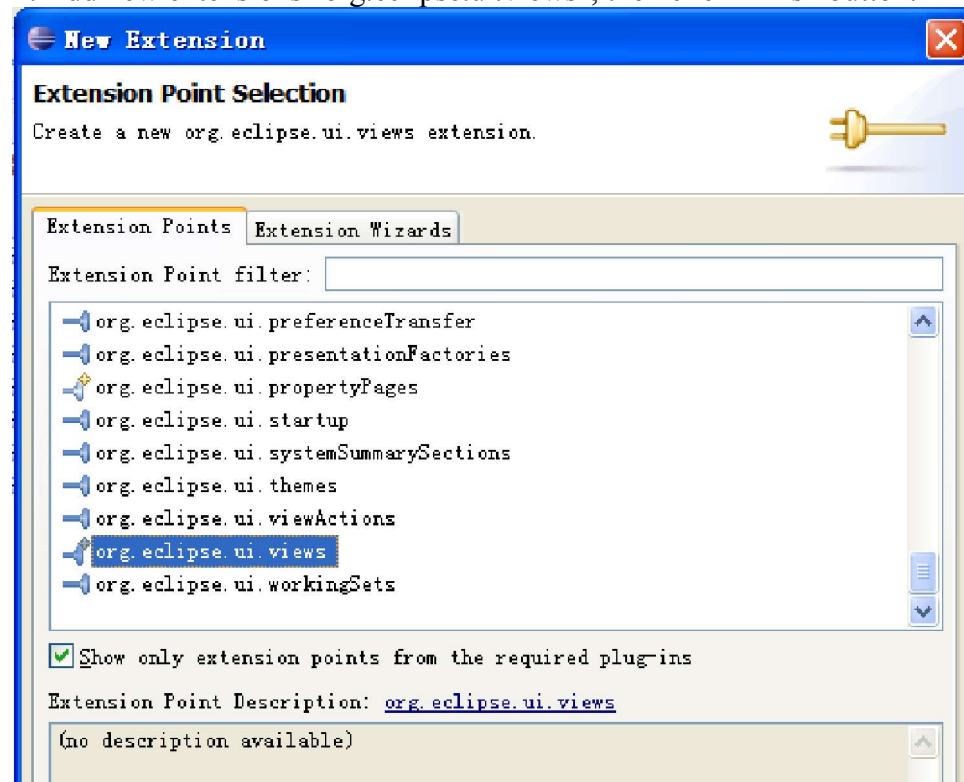 New Extension
Extension Point Selection
Create a new org.eclipse.ui.views extension.
Extension Points Extension Wizards
Extension Point filter:
org.eclipse.ui.preferenceTransfer
org.eclipse.ui.presentationFactories
org.eclipse.ui.propertyPages
org.eclipse.ui.startup
org.eclipse.ui.systemSummarySections
org.eclipse.ui.themes
org.eclipse.ui.viewActions
org.eclipse.ui.views
org.eclipse.ui.workingSets
Show only extension points from the required plug-ins
Extension Point Description: org.eclipse.ui.views
(no description available)